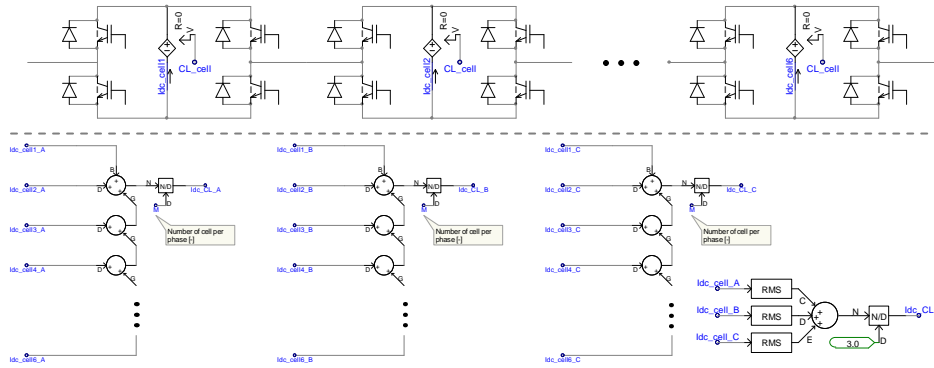 R=0
V
Idc_cell1
CL_cell
R=0
V
Idc_cell2
CL_cell
R=0
V
Idc_cell6
CL_cell
Idc_cell1_A
B
Idc_cell2_A
D
N
N/D
Idc_CL_A
G
D
Number of cell per
phase [-]
Idc_cell3_A
D
G
Idc_cell4_A
D
G
Idc_cell6_A
Idc_cell1_B
B
Idc_cell2_B
D
N
N/D
Idc_CL_B
G
D
Number of cell per
phase [-]
Idc_cell3_B
D
G
Idc_cell4_B
D
G
Idc_cell6_B
Idc_cell1_C
B
Idc_cell2_C
D
N
N/D
Idc_CL_C
G
D
Number of cell per
phase [-]
Idc_cell3_C
D
G
Idc_cell4_C
D
G
Idc_cell6_C
Idc_cell_A
RMS
C
Idc_cell_B
RMS
D
N
N/D
Idc_CL
Idc_cell_C
RMS
E
3.0
D